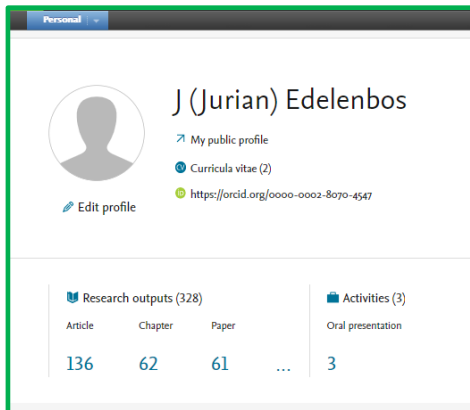 Personal
J (Jurian) Edelenbos
My public profile
Curricula vitae (2)
https://orcid.org/0000-0002-8070-4547
Edit profile
Research outputs (328)
Activities (3)
Article Chapter Paper
Oral presentation
136 62 61 ...
3